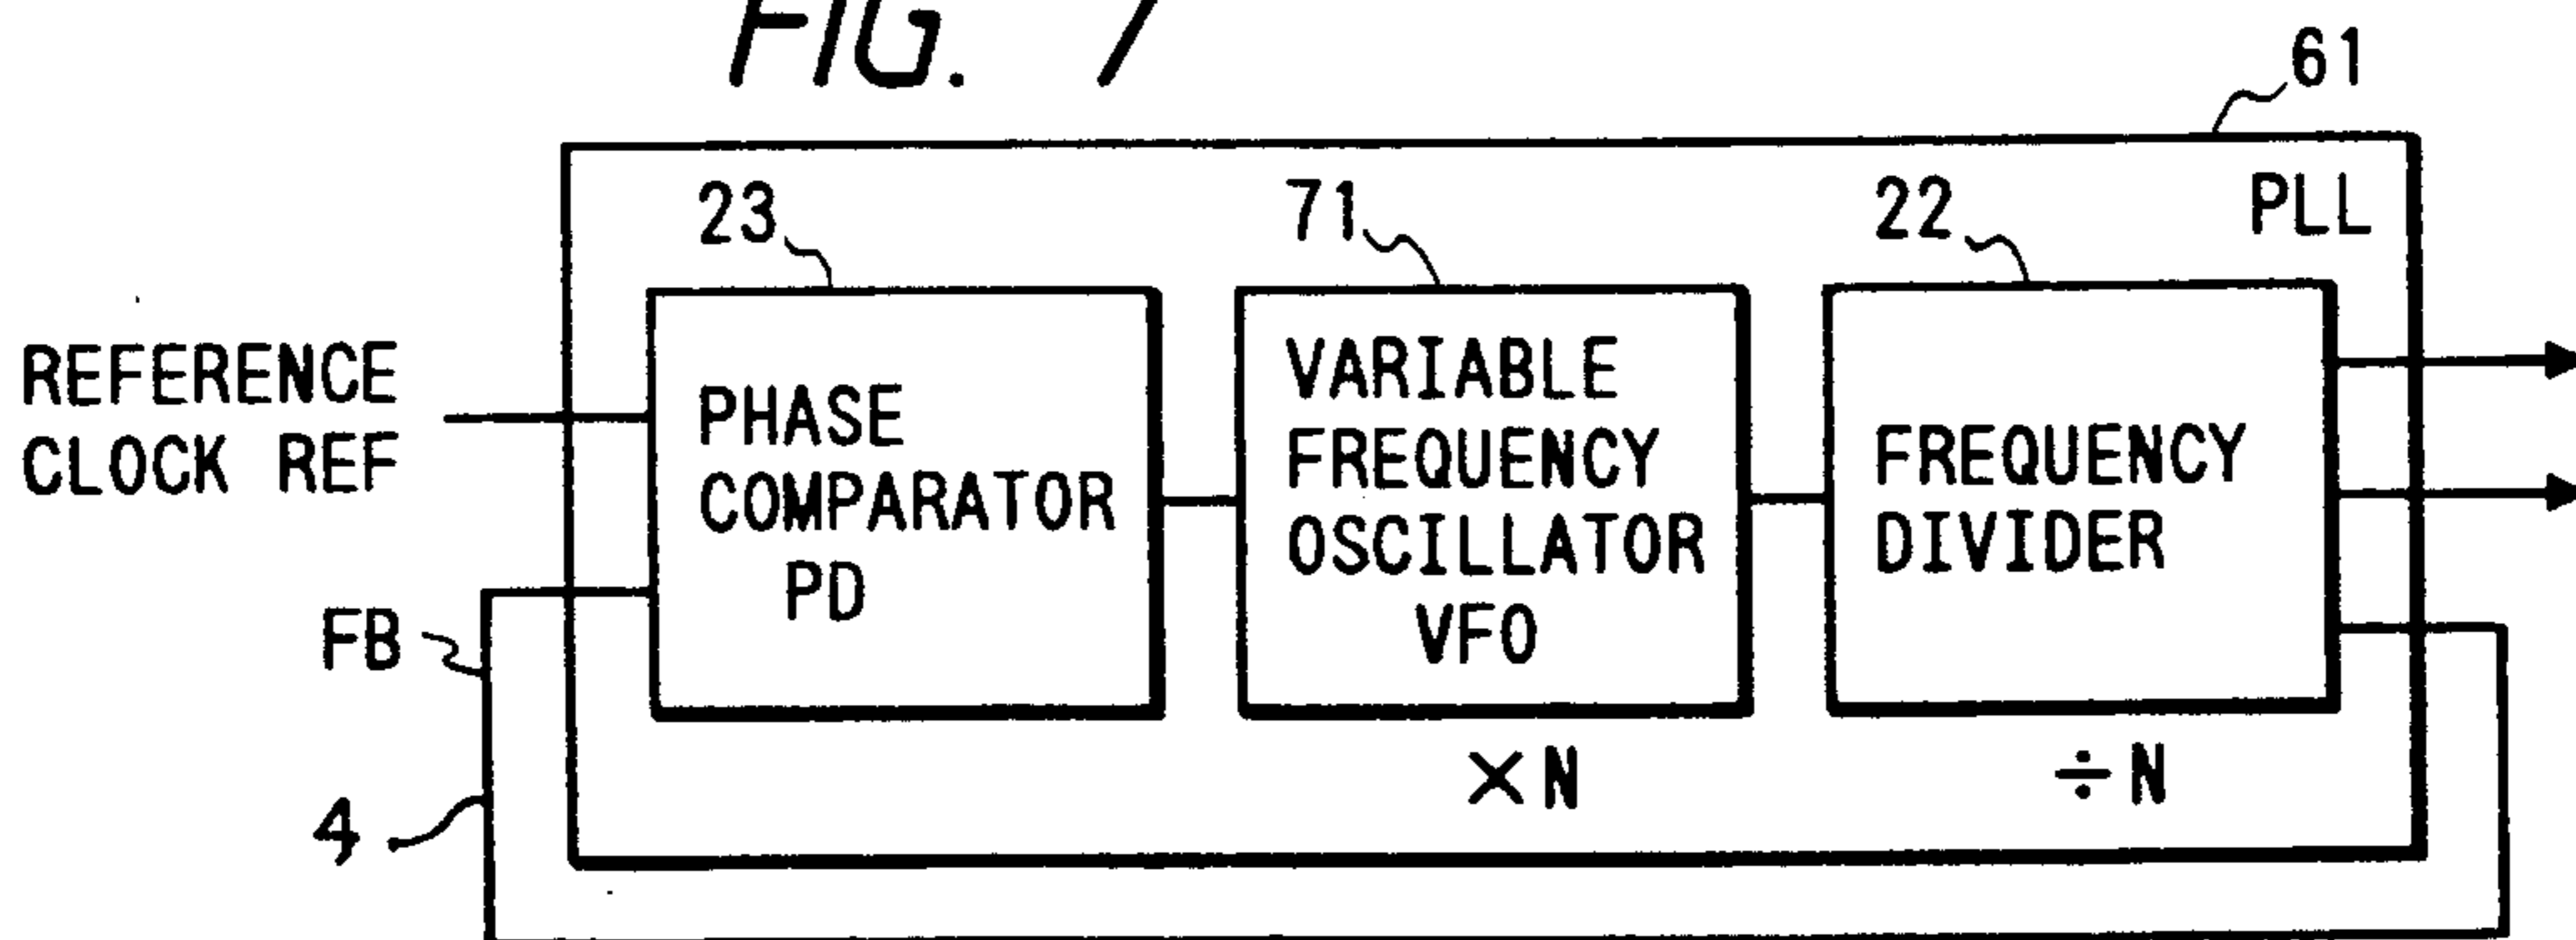 FIG. 7
61
PLL
23
71
22
REFERENCE
CLOCK REF
PHASE
COMPARATOR
PD
VARIABLE
FREQUENCY
OSCILLATOR
VFO
FREQUENCY
DIVIDER
FB
4
×N
÷N